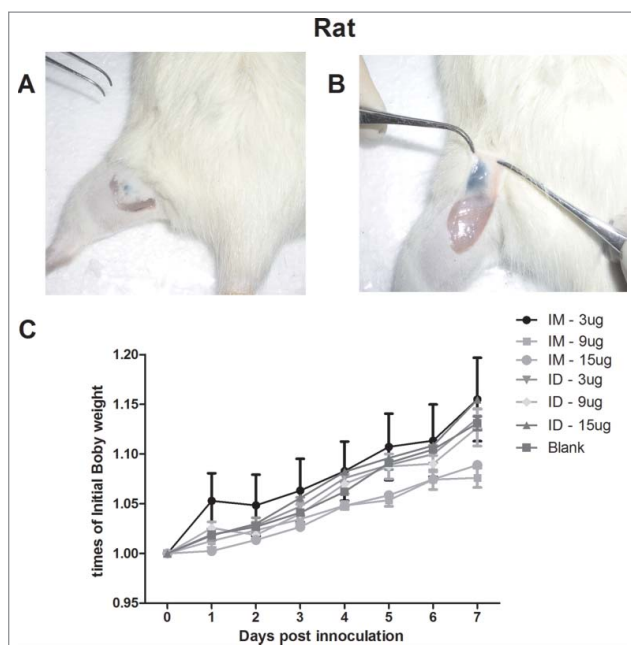 Rat
A
B
C
IM - 3ug
IM - 9ug
IM - 15ug
ID - 3ug
ID - 9ug
ID - 15ug
Blank
times of Initial Boby weight
1.20
1.15
1.10
1.05
1.00
0.95
0 1 2 3 4 5 6 7
Days post innoculation